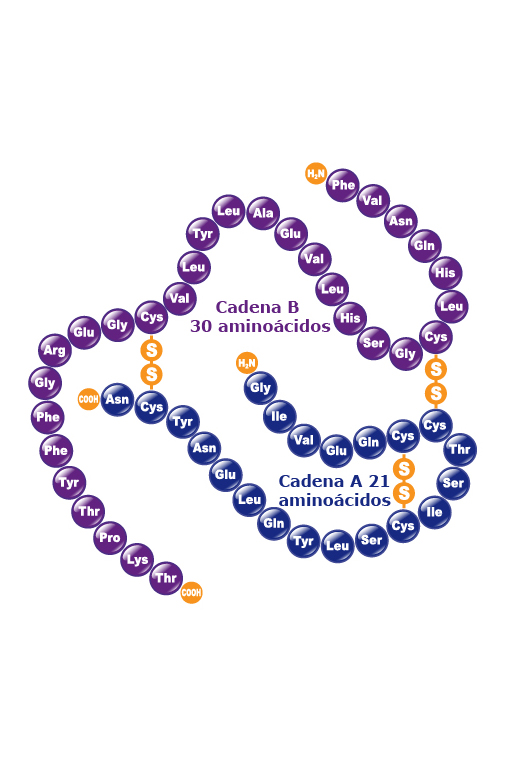 H₂N
Phe
Val
Asn
Gln
His
Leu
Cys
Gly
Ser
His
Leu
Val
Glu
Ala
Leu
Tyr
Leu
Val
Cys
Gly
Glu
Arg
Gly
Phe
Phe
Tyr
Thr
Pro
Lys
Thr
COOH
Cadena B
30 aminoácidos
S
S
S
S
H₂N
Gly
Ile
Val
Glu
Gln
Cys
Cys
Thr
Ser
Ile
Cys
Ser
Leu
Tyr
Gln
Leu
Glu
Asn
Tyr
Cys
Asn
COOH
Cadena A 21
aminoácidos
S
S